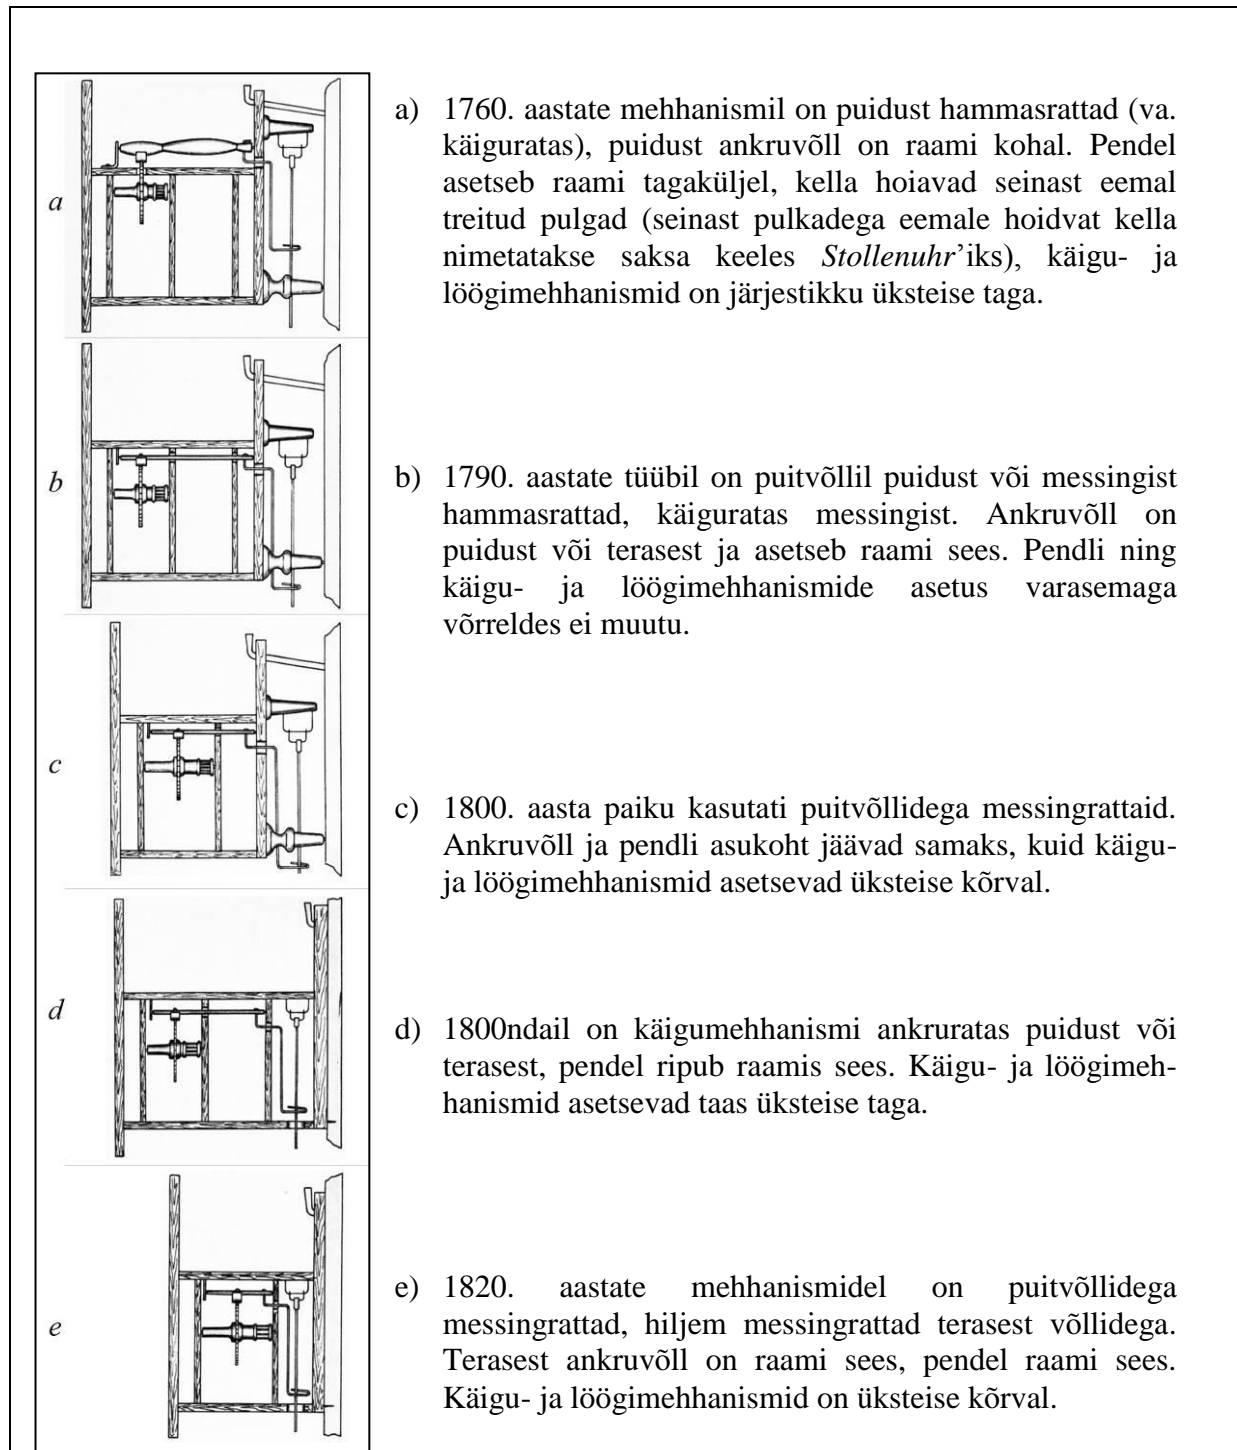 a
a) 1760. aastate mehhanismil on puidust hammasrattad (va.
käiguratas), puidust ankruvõll on raami kohal. Pendel
asetseb raami tagaküljel, kella hoiavad seinast eemal
treitud pulgad (seinast pulkadega eemale hoidvat kella
nimetatakse saksa keeles Stollenuhr’iks), käigu- ja
löögimehhanismid on järjestikku üksteise taga.
b
b) 1790. aastate tüübil on puitvõllil puidust või messingist
hammasrattad, käiguratas messingist. Ankruvõll on
puidust või terasest ja asetseb raami sees. Pendli ning
käigu- ja löögimehhanismide asetus varasemaga
võrreldes ei muutu.
c
c) 1800. aasta paiku kasutati puitvõllidega messingrattaid.
Ankruvõll ja pendli asukoht jäävad samaks, kuid käigu-
ja löögimehhanismid asetsevad üksteise kõrval.
d
d) 1800ndail on käigumehhanismi ankruratas puidust või
terasest, pendel ripub raamis sees. Käigu- ja löögimeh-
hanismid asetsevad taas üksteise taga.
e
e) 1820. aastate mehhanismidel on puitvõllidega
messingrattad, hiljem messingrattad terasest võllidega.
Terasest ankruvõll on raami sees, pendel raami sees.
Käigu- ja löögimehhanismid on üksteise kõrval.